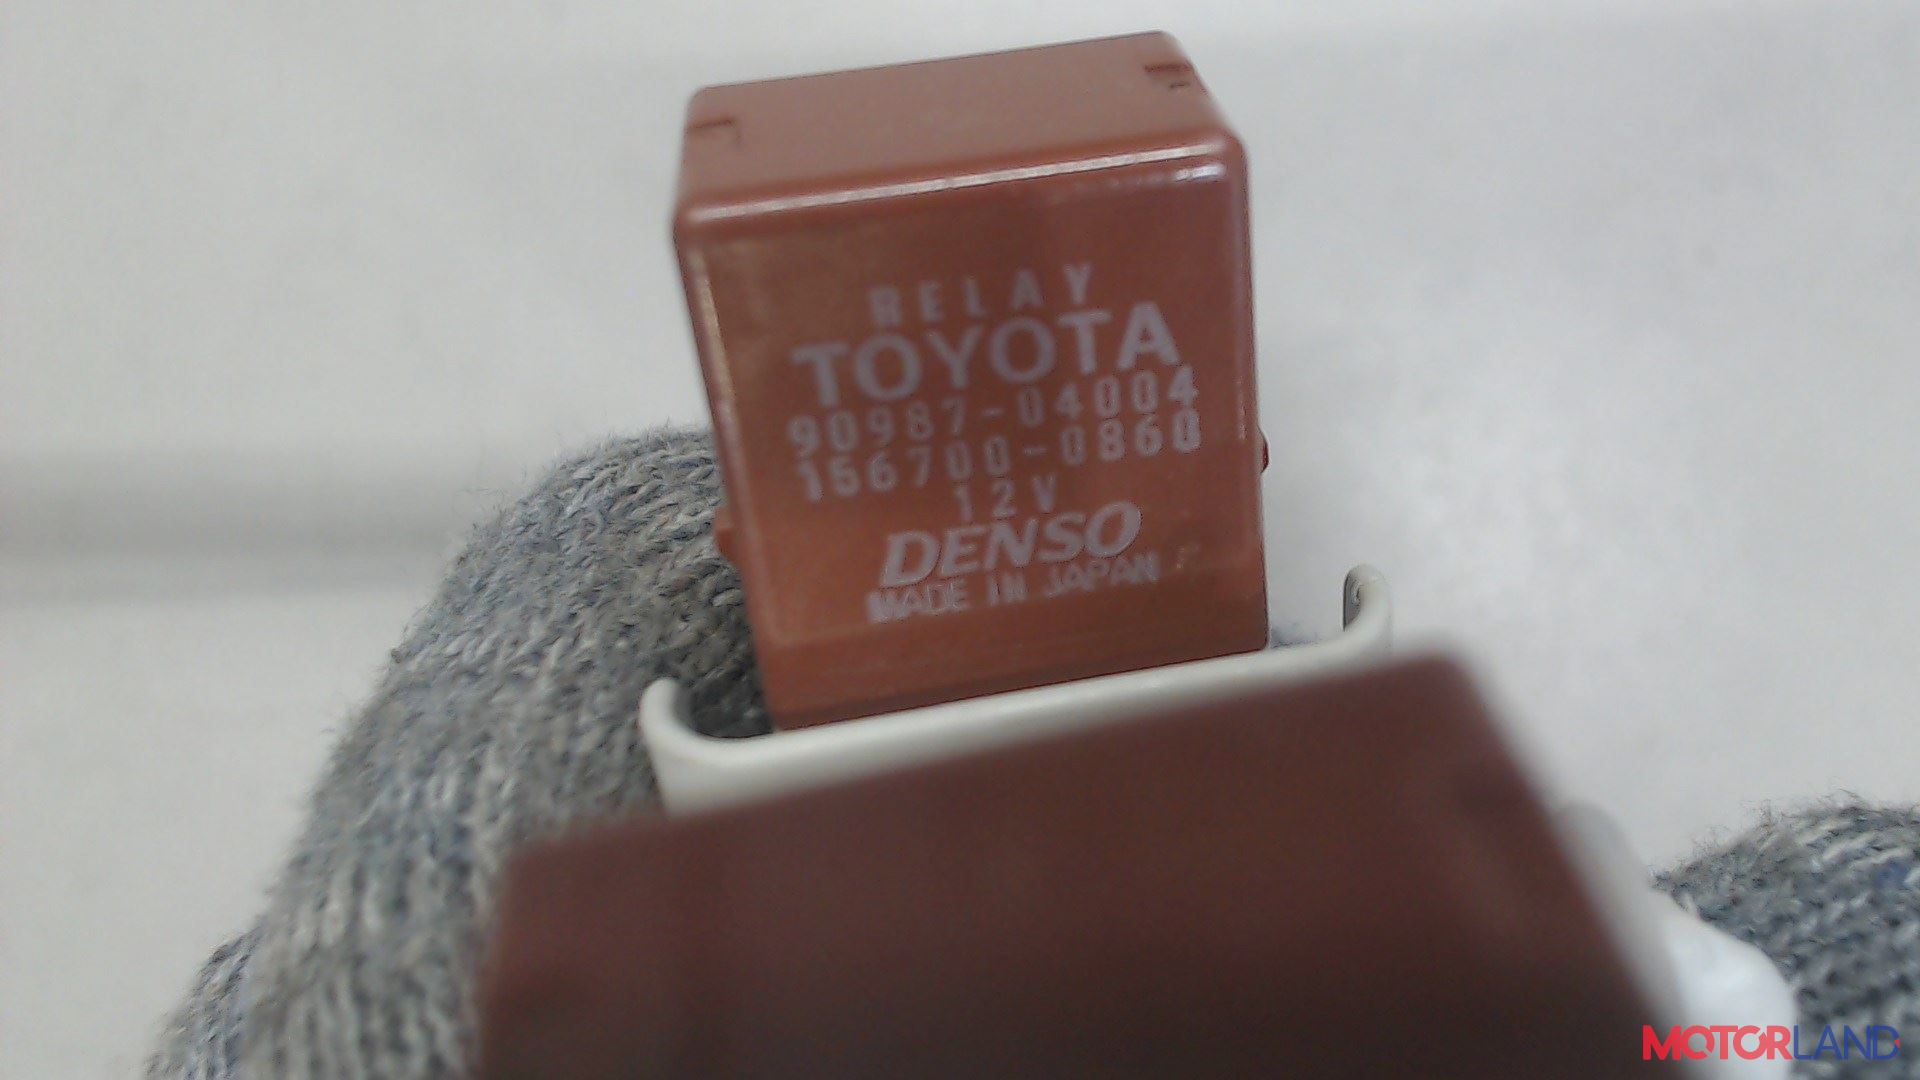 RELAY
TOYOTA
90987-04004
156700-0860
12V
DENSO
MADE IN JAPAN
MOTORLAND